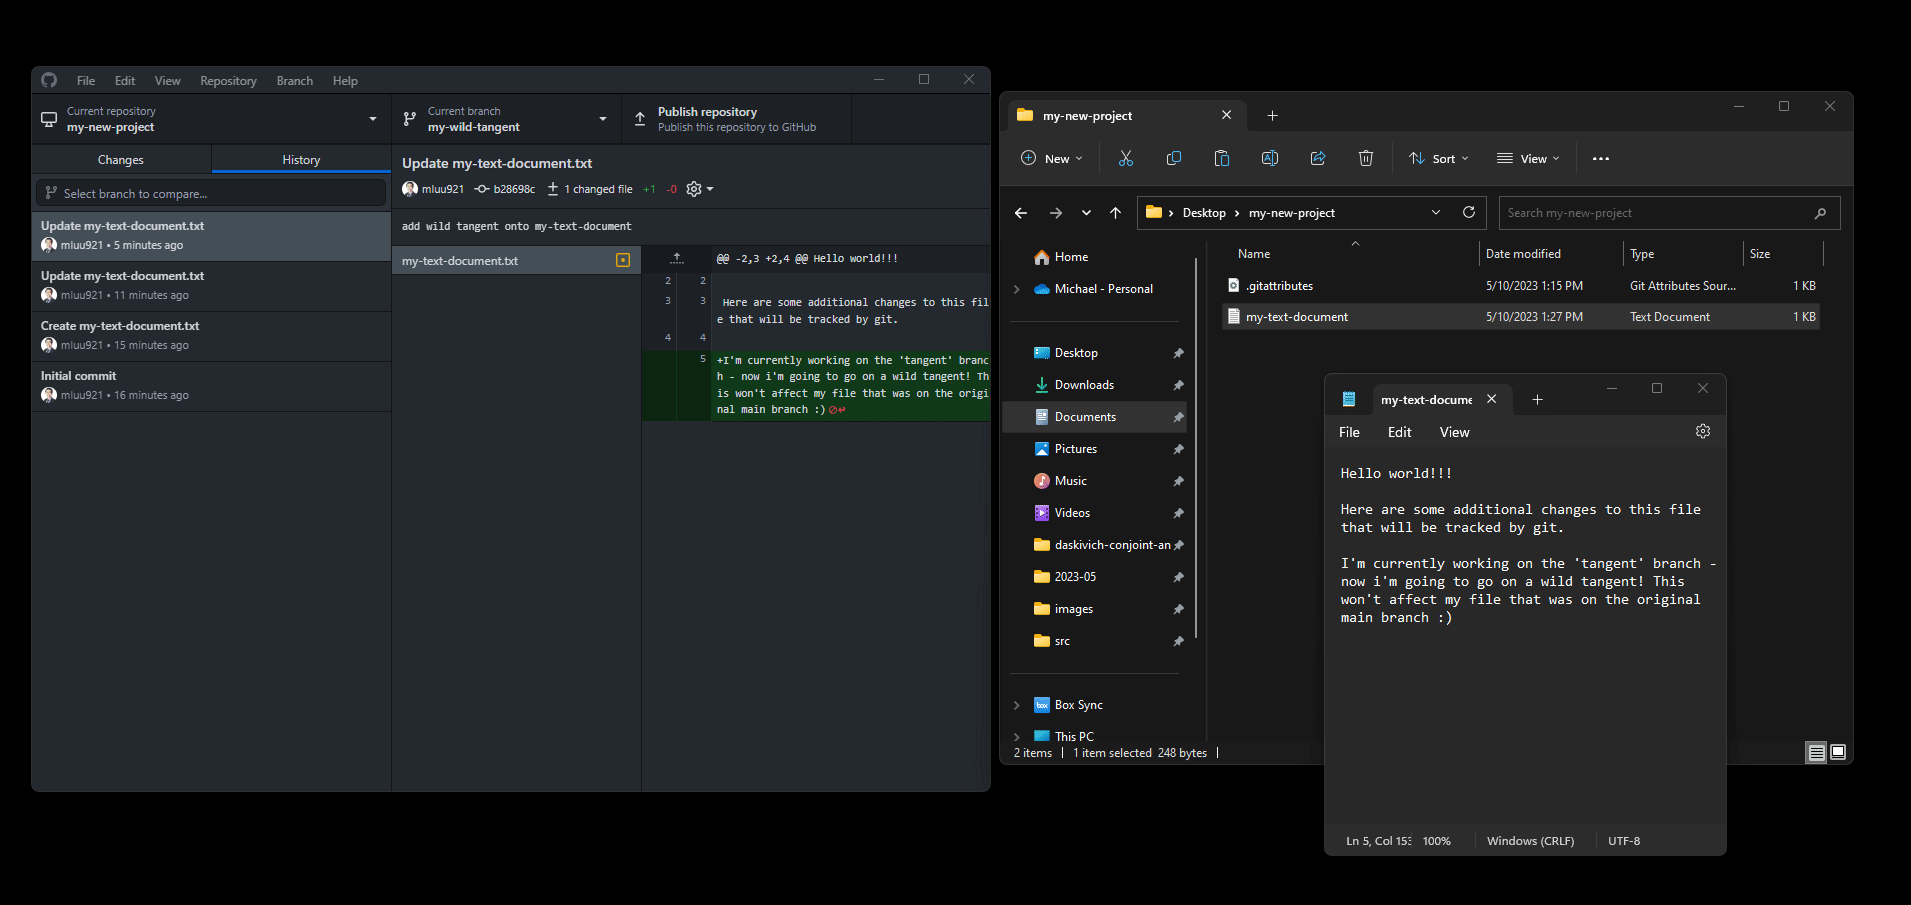 File Edit View Repository Branch Help
Current repository
my-new-project
Current branch
my-wild-tangent
Publish repository
Publish this repository to GitHub
Changes
History
Select branch to compare...
Update my-text-document.txt
mluu921 • 5 minutes ago
Update my-text-document.txt
mluu921 • 11 minutes ago
Create my-text-document.txt
mluu921 • 15 minutes ago
Initial commit
mluu921 • 16 minutes ago
Update my-text-document.txt
mluu921 b28698c 1 changed file +1 -0
add wild tangent onto my-text-document
my-text-document.txt
@@ -2,3 +2,4 @@ Hello world!!!
2 2
3 3 Here are some additional changes to this fil
e that will be tracked by git.
4 4
5 +I'm currently working on the 'tangent' branc
h - now i'm going to go on a wild tangent! Th
is won't affect my file that was on the origi
nal main branch :)
my-new-project
New Sort View
Desktop my-new-project
Search my-new-project
Home
Michael - Personal
Desktop
Downloads
Documents
Pictures
Music
Videos
daskivich-conjoint-an
2023-05
images
src
Box Sync
This PC
Name Date modified Type Size
.gitattributes 5/10/2023 1:15 PM Git Attributes Sour... 1 KB
my-text-document 5/10/2023 1:27 PM Text Document 1 KB
2 items 1 item selected 248 bytes
my-text-docume
File Edit View
Hello world!!!
Here are some additional changes to this file
that will be tracked by git.
I'm currently working on the 'tangent' branch -
now i'm going to go on a wild tangent! This
won't affect my file that was on the original
main branch :)
Ln 5, Col 153 100% Windows (CRLF) UTF-8